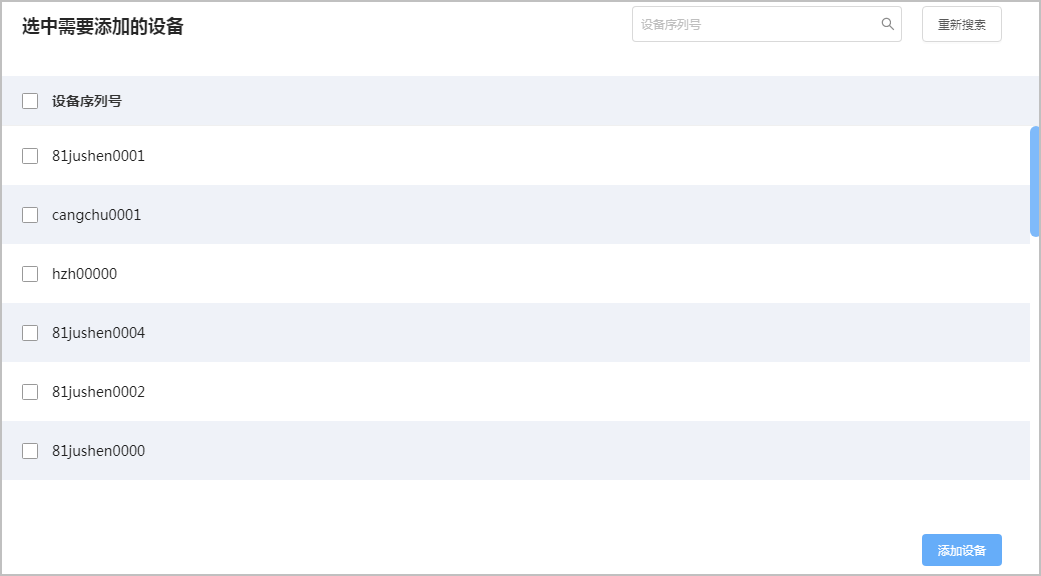 选中需要添加的设备
设备序列号
重新搜索
设备序列号
81jushen0001
cangchu0001
hzh00000
81jushen0004
81jushen0002
81jushen0000
添加设备